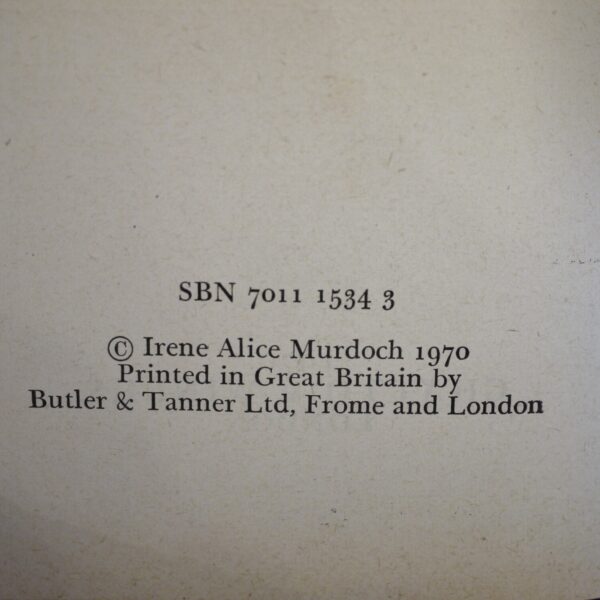 SBN 7011 1534 3
© Irene Alice Murdoch 1970
Printed in Great Britain by
Butler & Tanner Ltd, Frome and London